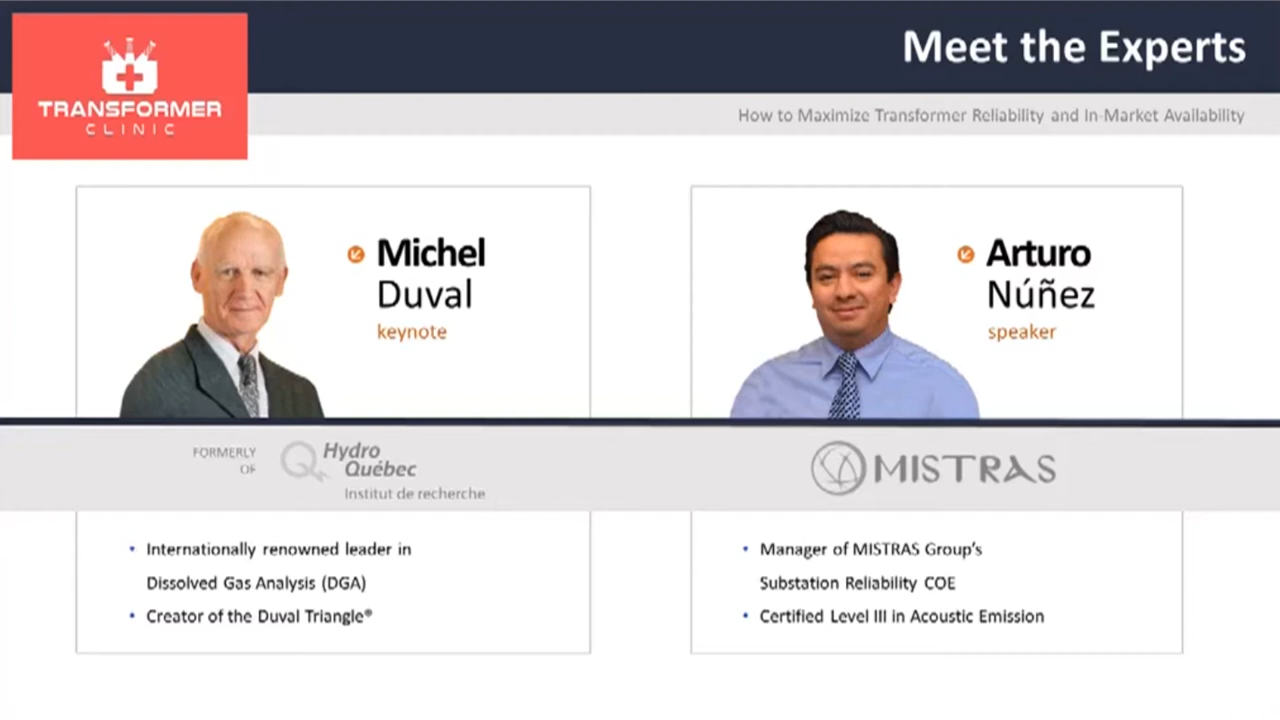 TRANSFORMER
CLINIC
Meet the Experts
How to Maximize Transformer Reliability and In-Market Availability
Michel
Duval
keynote
Arturo
Núñez
speaker
FORMERLY
OF
Hydro
Québec
Institut de recherche
MISTRAS
• Internationally renowned leader in
Dissolved Gas Analysis (DGA)
• Creator of the Duval Triangle®
• Manager of MISTRAS Group's
Substation Reliability COE
• Certified Level III in Acoustic Emission